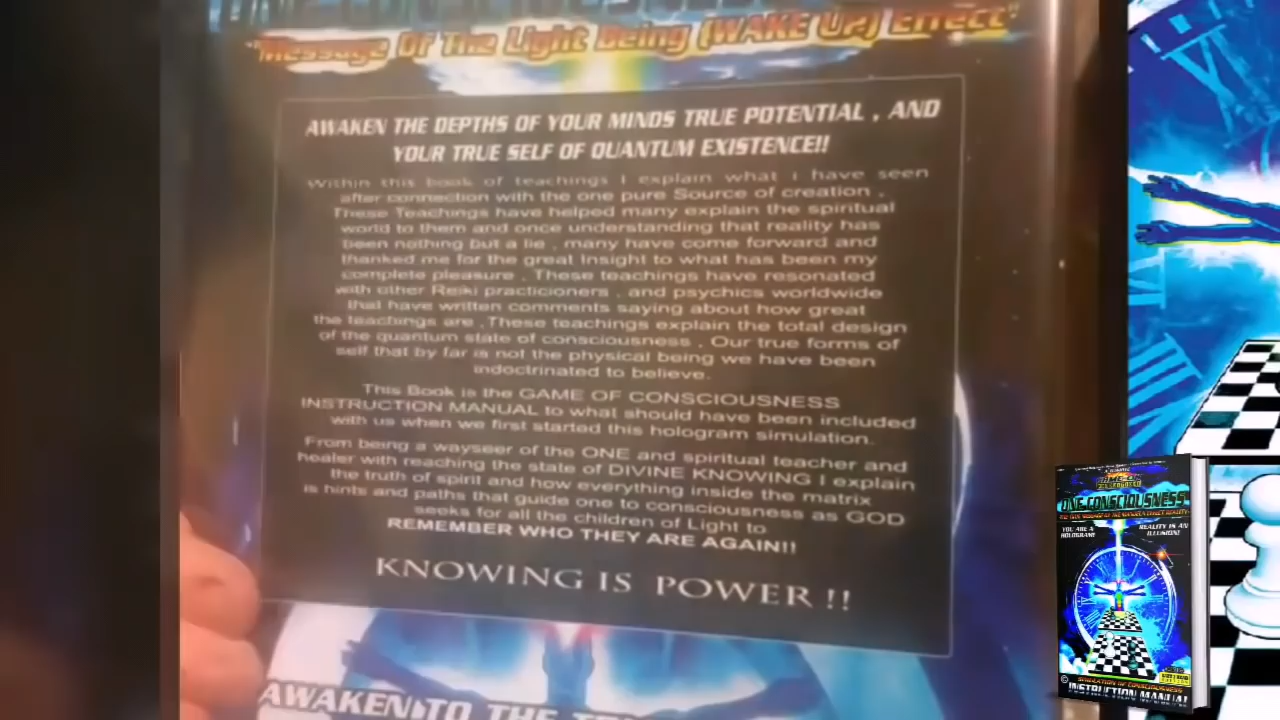 ONE CONSCIOUSNESS
"Message Of The Light Being (WAKE UP) Effect"
AWAKEN THE DEPTHS OF YOUR MINDS TRUE POTENTIAL , AND
YOUR TRUE SELF OF QUANTUM EXISTENCE!!
Within this book of teachings I explain what i have seen
after connection with the one pure Source of creation .
These Teachings have helped many explain the spiritual
world to them and once understanding that reality has
been nothing but a lie , many have come forward and
thanked me for the great insight to what has been my
complete pleasure . These teachings have resonated
with other Reiki practicioners , and psychics worldwide
that have written comments saying about how great
the teachings are .These teachings explain the total design
of the quantum state of consciousness . Our true forms of
self that by far is not the physical being we have been
indoctrinated to believe.
This Book is the GAME OF CONSCIOUSNESS
INSTRUCTION MANUAL to what should have been included
with us when we first started this hologram simulation.
From being a wayseer of the ONE and spiritual teacher and
healer with reaching the state of DIVINE KNOWING I explain
the truth of spirit and how everything inside the matrix
is hints and paths that guide one to consciousness as GOD
seeks for all the children of Light to
REMEMBER WHO THEY ARE AGAIN!!
KNOWING IS POWER !!
AWAKEN TO THE
ONE CONSCIOUSNESS
YOU ARE A
HOLOGRAM!
REALITY IS AN
ILLUSION!
SIMULATION OF CONSCIOUSNESS
INSTRUCTION MANUAL